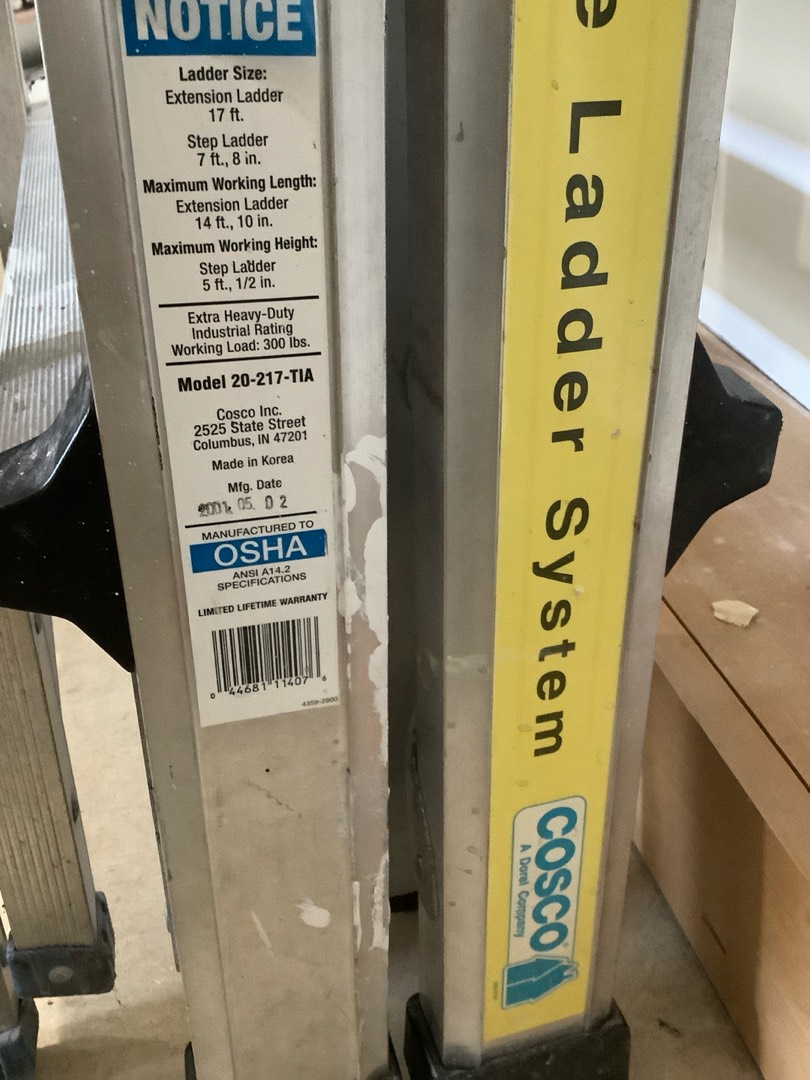 NOTICE
Ladder Size:
Extension Ladder
17 ft.
Step Ladder
7 ft., 8 in.
Maximum Working Length:
Extension Ladder
14 ft., 10 in.
Maximum Working Height:
Step Ladder
5 ft., 1/2 in.
Extra Heavy-Duty
Industrial Rating
Working Load: 300 lbs.
Model 20-217-TIA
Cosco Inc.
2525 State Street
Columbus, IN 47201
Made in Korea
Mfg. Date
2001. 05. 02
MANUFACTURED TO
OSHA
ANSI A14.2
SPECIFICATIONS
LIMITED LIFETIME WARRANTY
0 44681 11407 6
4359-2800
e Ladder System
COSCO®
A Dorel Company